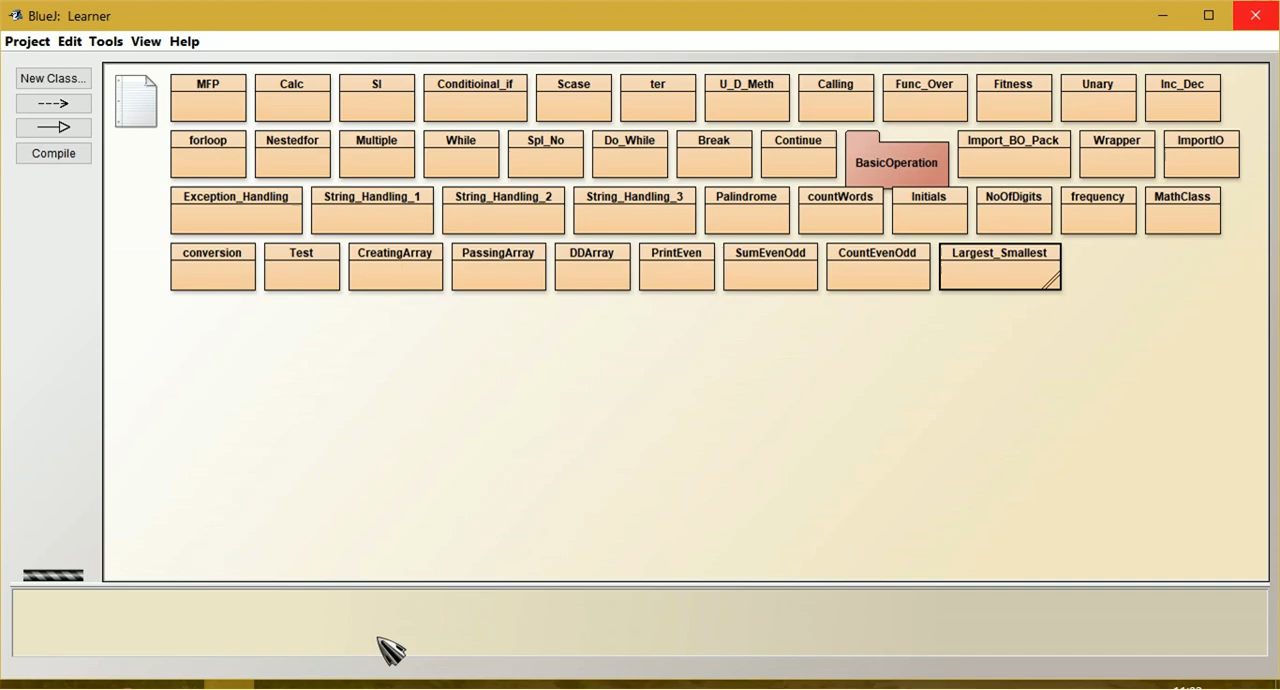 BlueJ: Learner
Project Edit Tools View Help
New Class...
Compile
MFP Calc SI Conditioinal_if Scase ter U_D_Meth Calling Func_Over Fitness Unary Inc_Dec
forloop Nestedfor Multiple While Spl_No Do_While Break Continue BasicOperation Import_BO_Pack Wrapper ImportIO
Exception_Handling String_Handling_1 String_Handling_2 String_Handling_3 Palindrome countWords Initials NoOfDigits frequency MathClass
conversion Test CreatingArray PassingArray DDArray PrintEven SumEvenOdd CountEvenOdd Largest_Smallest